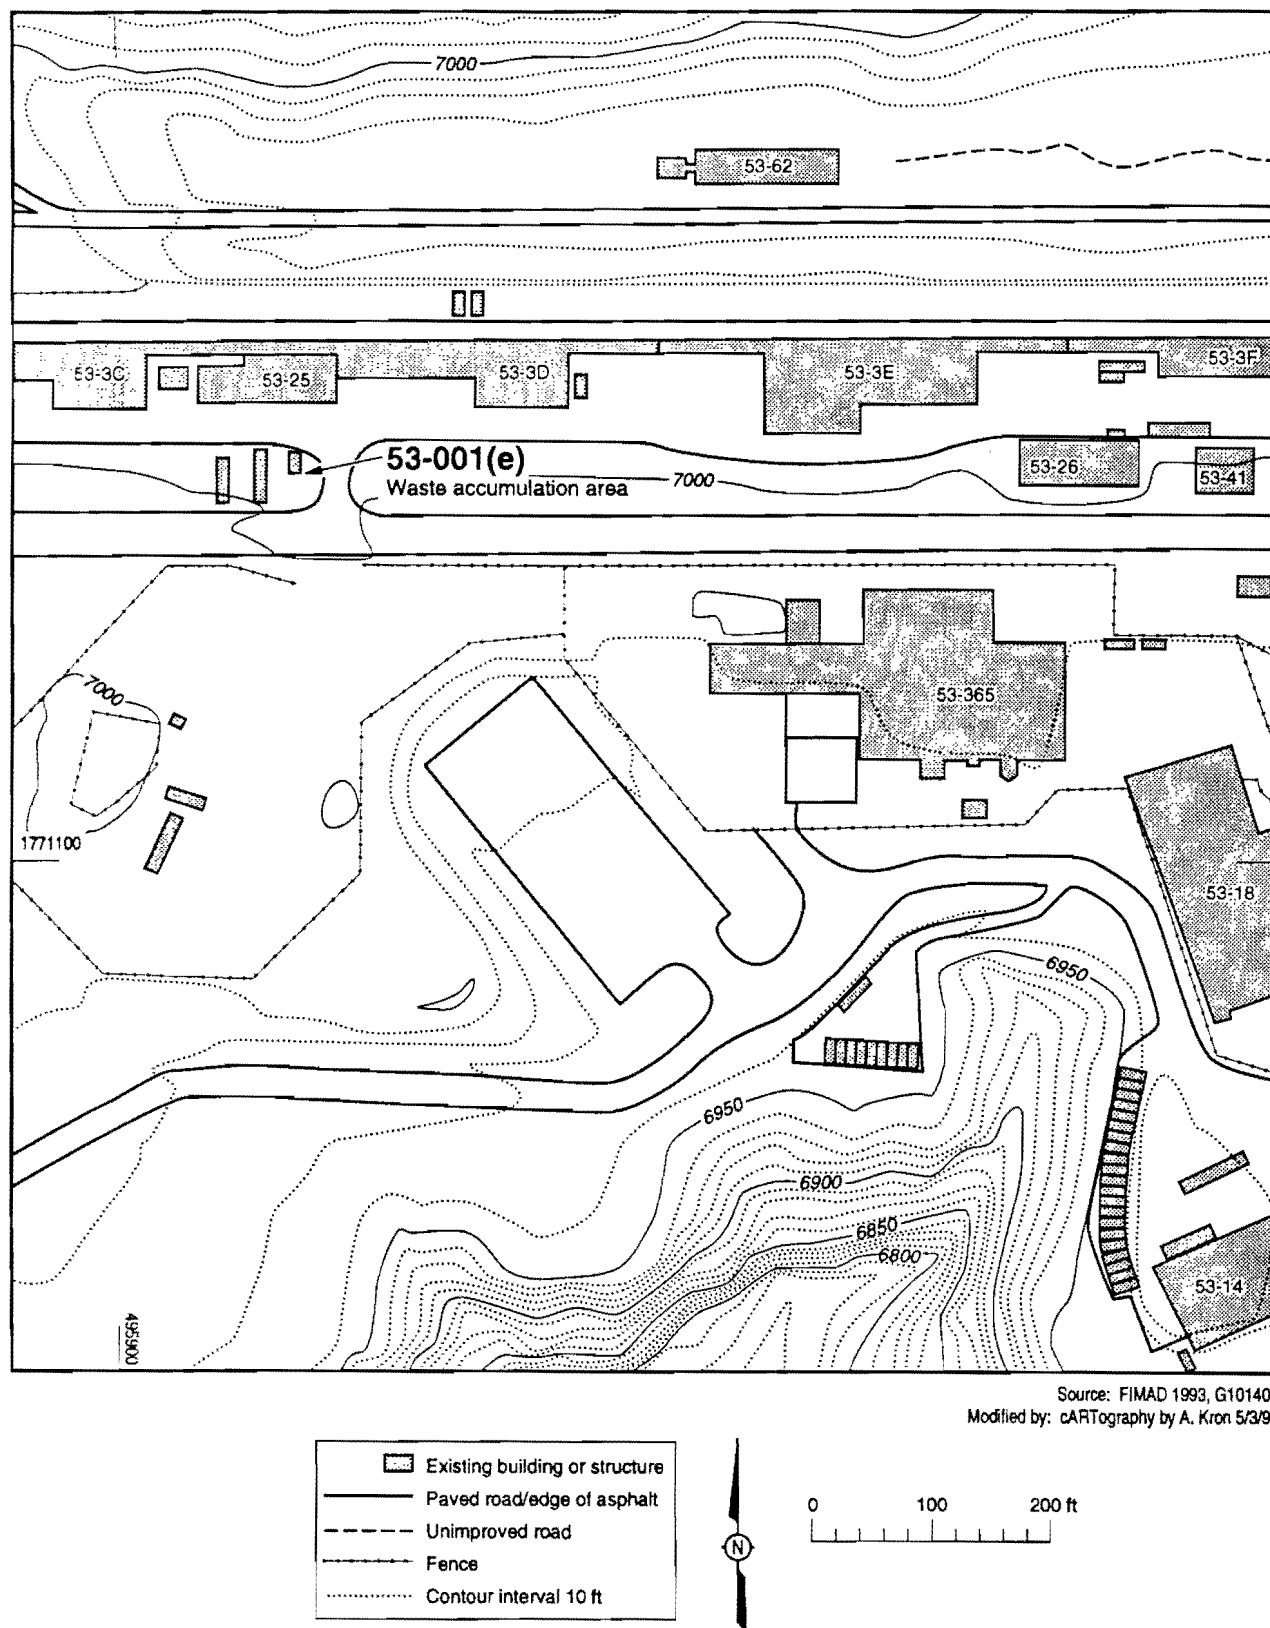 7000
53-62
53-3C
53-25
53-3D
53-3E
53-3F
53-001(e)
Waste accumulation area
7000
53-26
53-41
7000
53-365
1771100
53-18
6950
6950
6900
6850
6800
53-14
495900
Source: FIMAD 1993, G10140
Modified by: cARTography by A. Kron 5/3/9
Existing building or structure
Paved road/edge of asphalt
Unimproved road
Fence
Contour interval 10 ft
N
0 100 200 ft